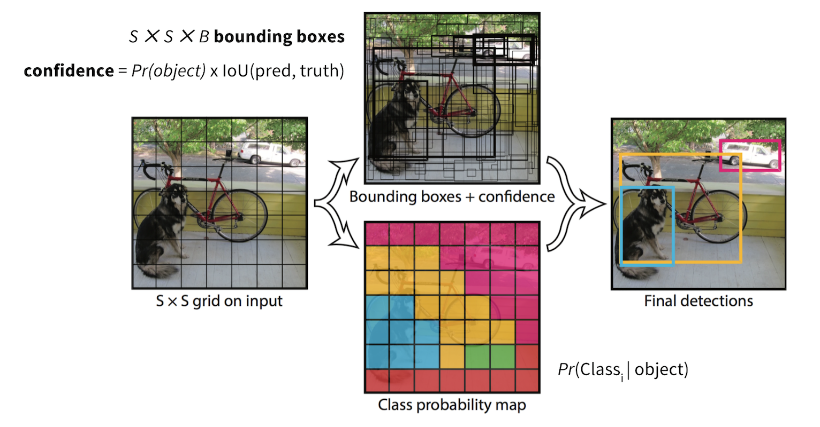 S × S × B bounding boxes
confidence = Pr(object) x IoU(pred, truth)
Bounding boxes + confidence
S × S grid on input
Final detections
Pr(Classi | object)
Class probability map